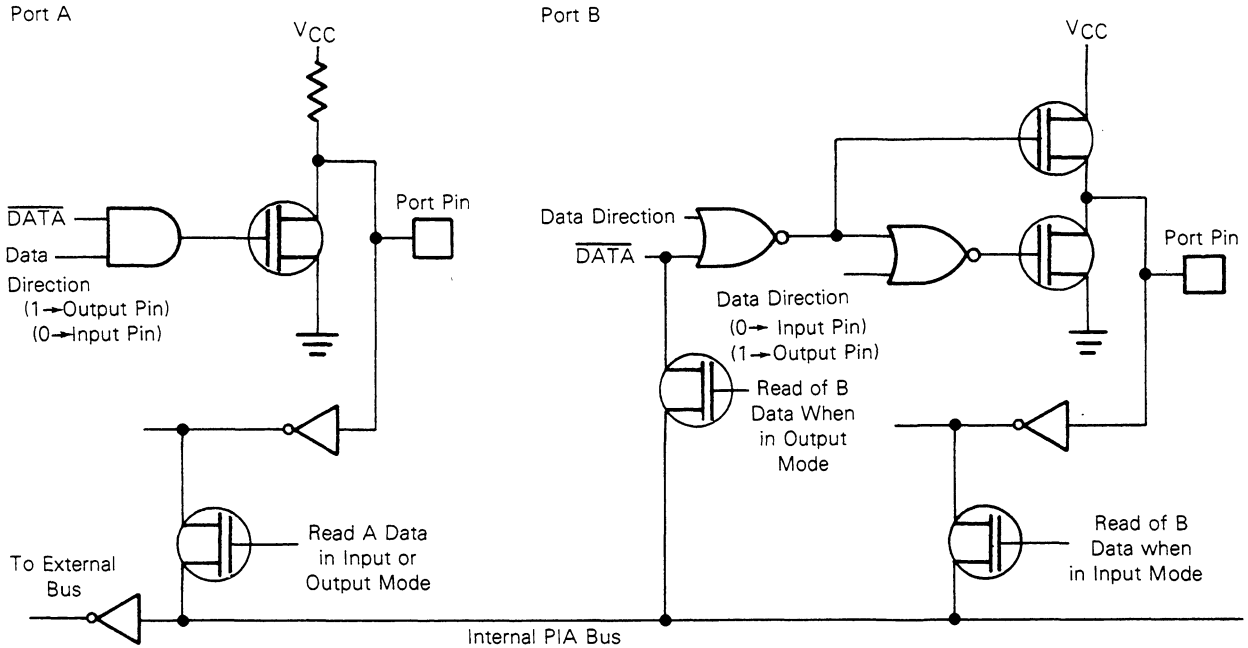 Port A
VCC
DATA
Data
Direction
(1→Output Pin)
(0→Input Pin)
Port Pin
Read A Data
in Input or
Output Mode
To External
Bus
Port B
VCC
Data Direction
DATA
Data Direction
(0→ Input Pin)
(1→Output Pin)
Port Pin
Read of B
Data When
in Output
Mode
Read of B
Data when
in Input Mode
Internal PIA Bus